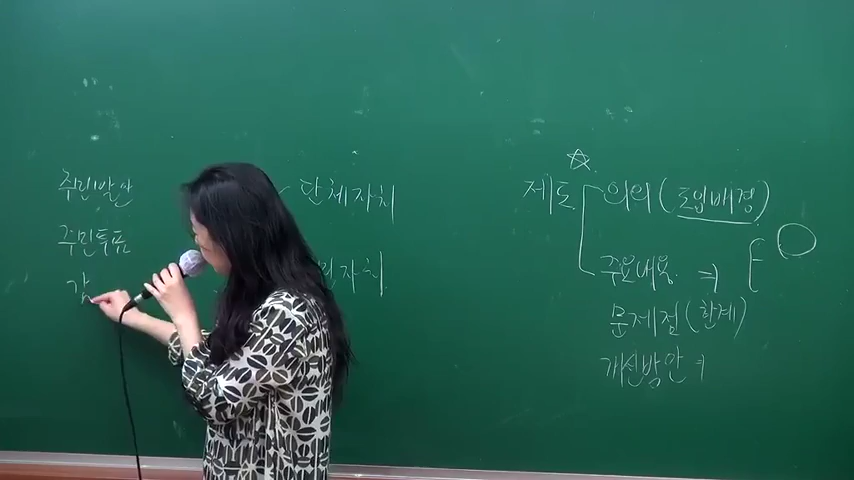 주민발안
주민투표
감
단체자치
자치
제도
의의(도입배경)
주요내용 →
문제점(한계)
개선방안